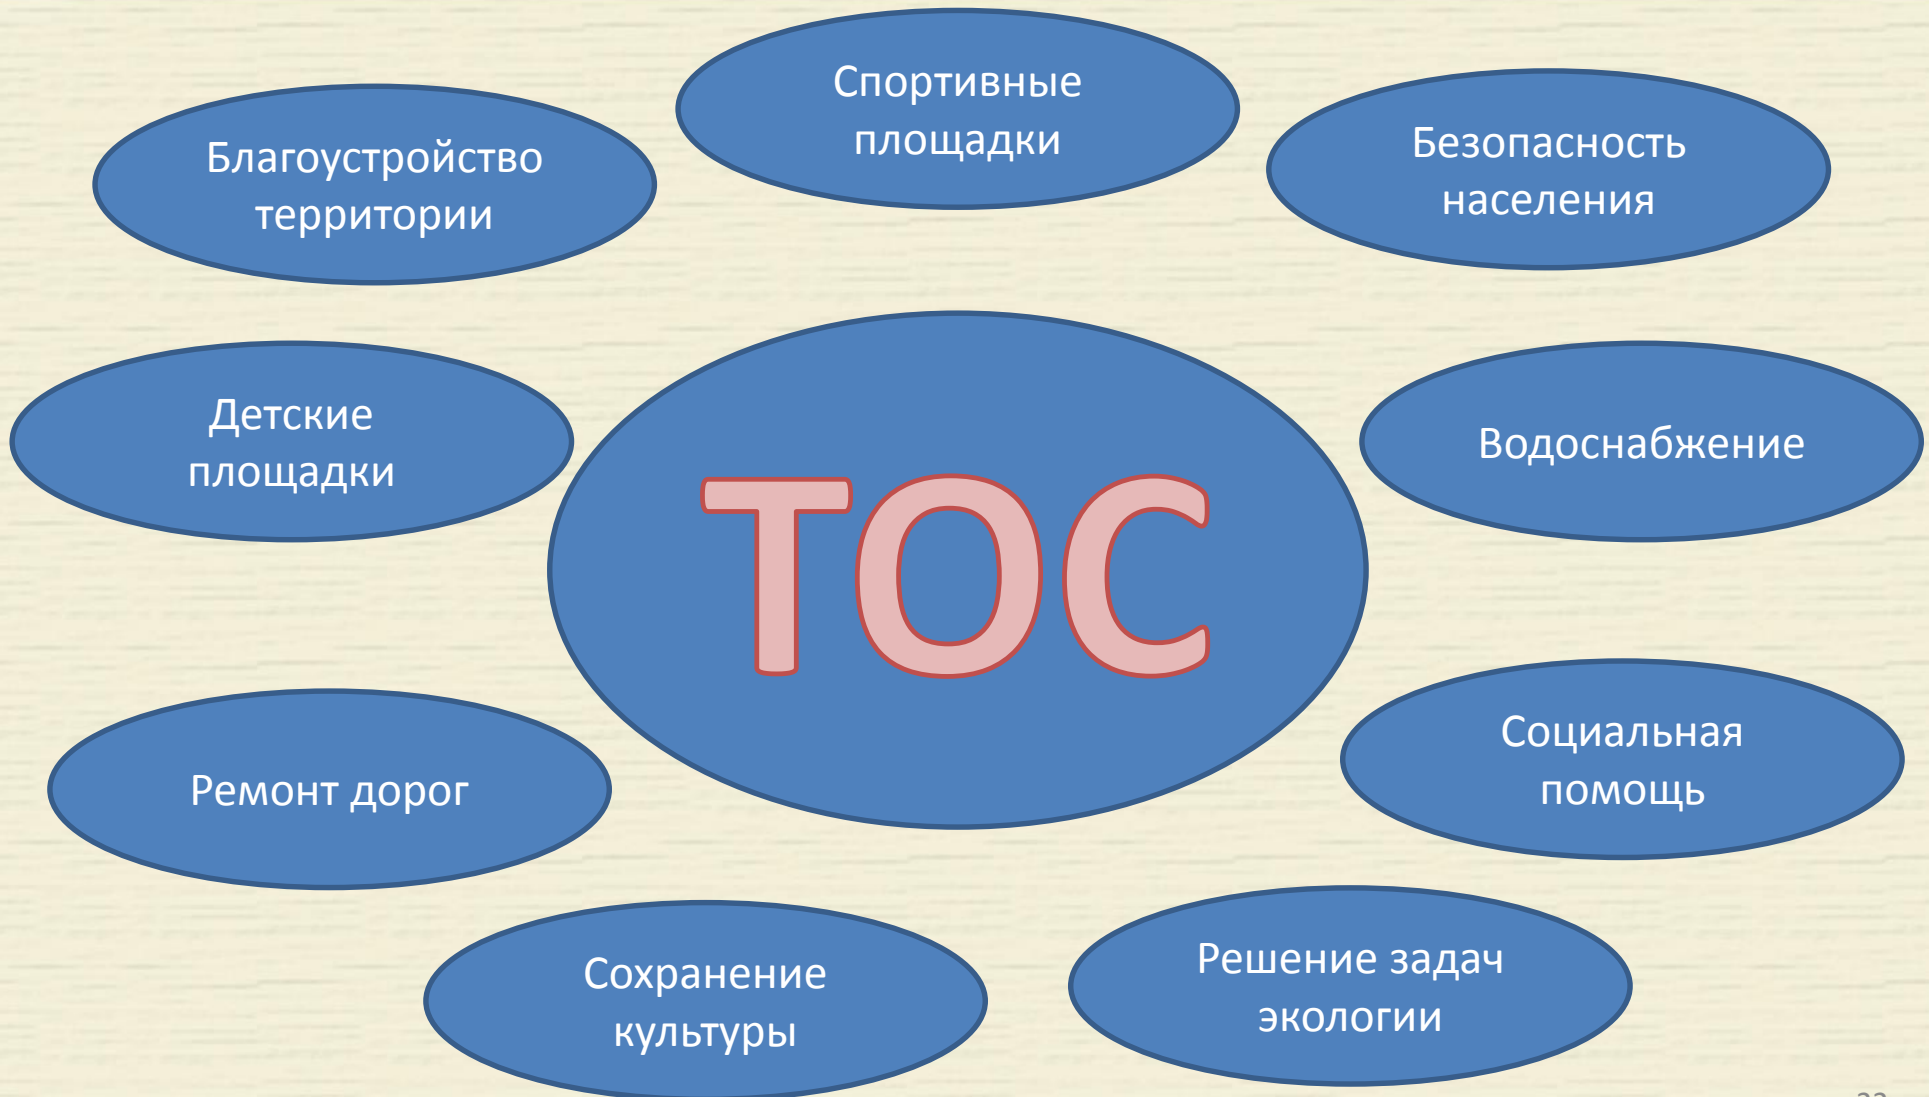 Спортивные
площадки
Благоустройство
территории
Безопасность
населения
Детские
площадки
Водоснабжение
ТОС
Социальная
помощь
Ремонт дорог
Решение задач
экологии
Сохранение
культуры